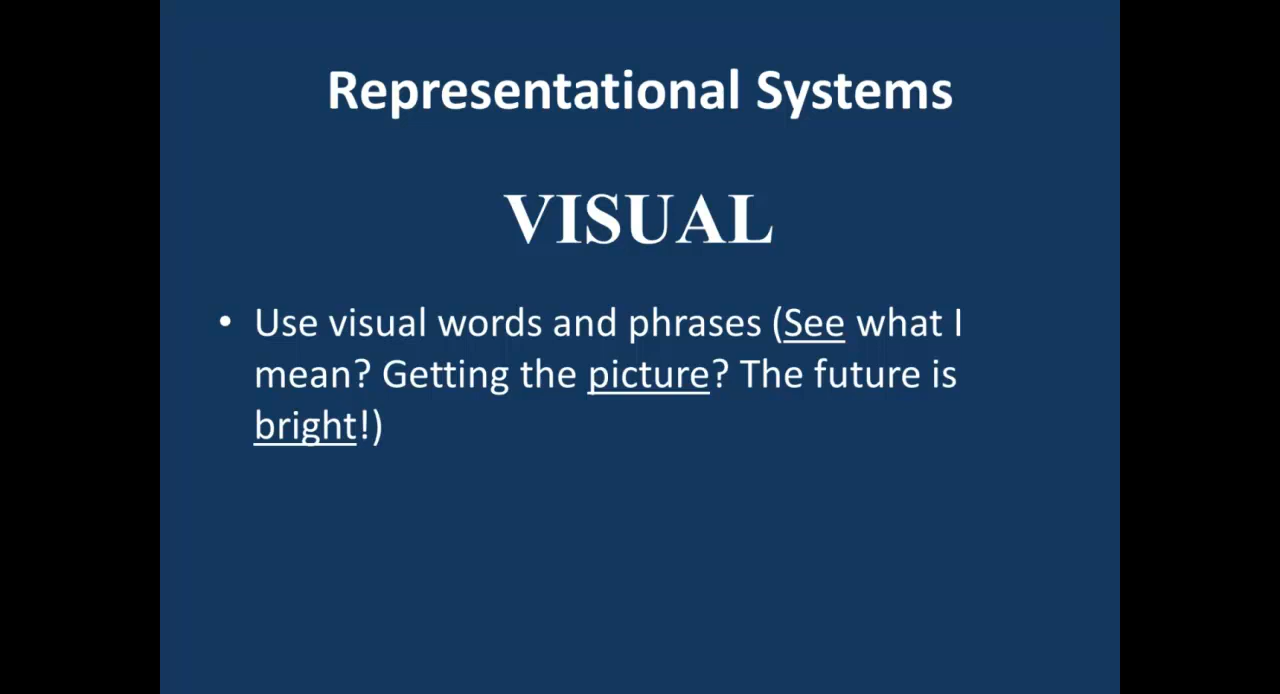 Representational Systems
VISUAL
• Use visual words and phrases (See what I
mean? Getting the picture? The future is
bright!)